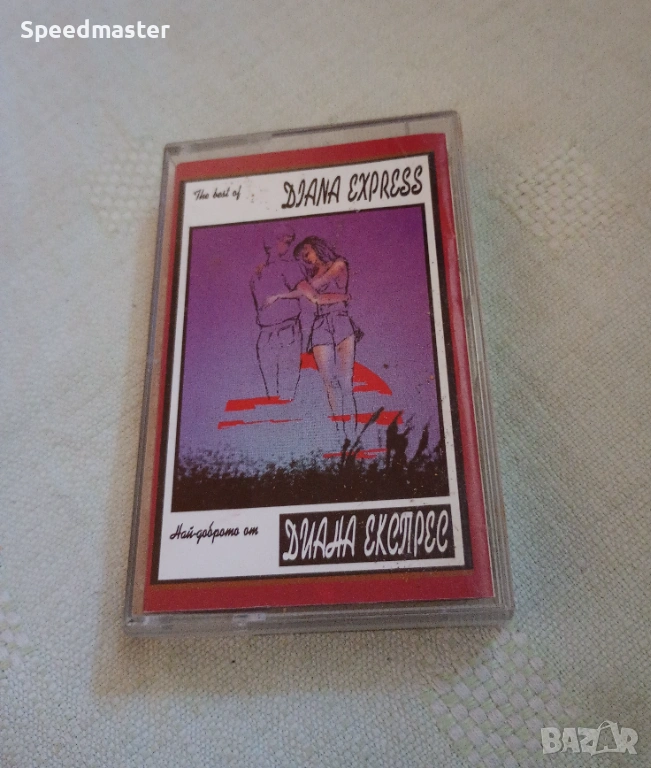 Speedmaster
The best of DIANA EXPRESS
Най-доброто от ДИАНА ЕКСПРЕС
BAZAR